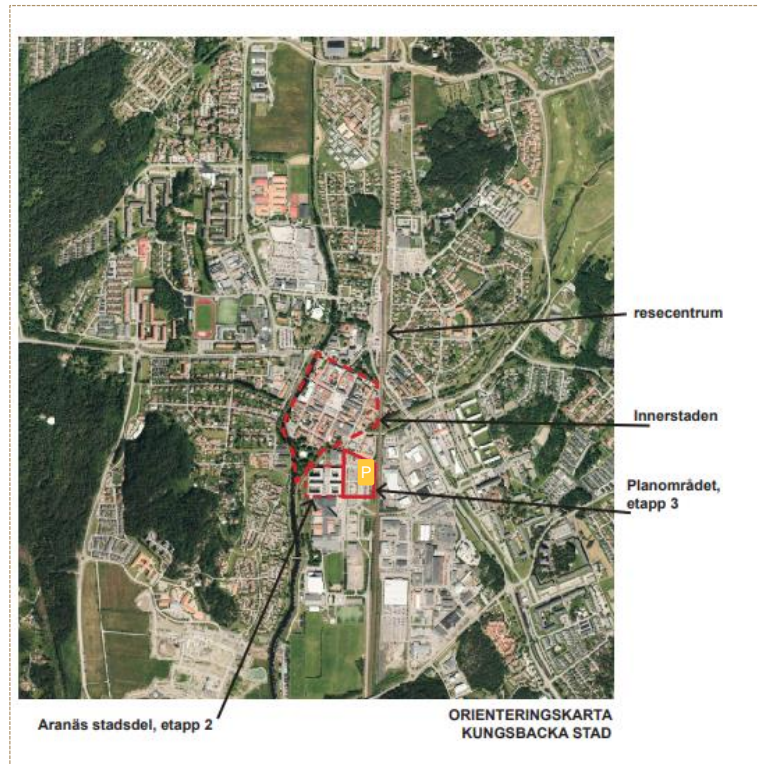 resecentrum
Innerstaden
P
Planområdet,
etapp 3
Aranäs stadsdel, etapp 2
ORIENTERINGSKARTA
KUNGSBACKA STAD